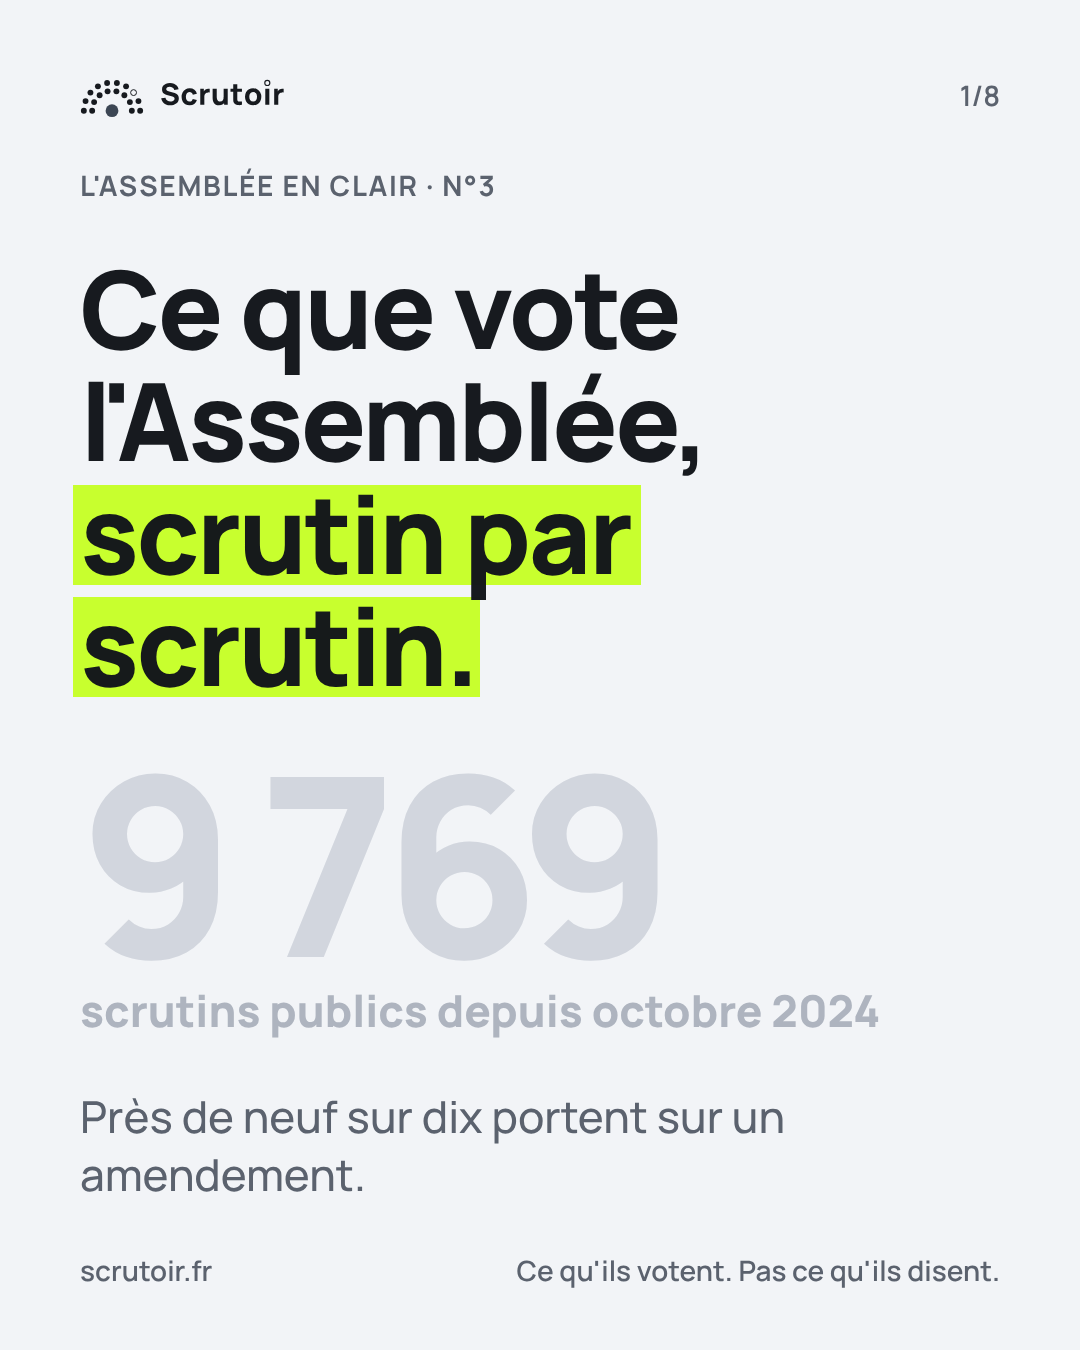 Scrutoir
1/8
L'ASSEMBLÉE EN CLAIR · N°3
Ce que vote
l'Assemblée,
scrutin par
scrutin.
9 769
scrutins publics depuis octobre 2024
Près de neuf sur dix portent sur un
amendement.
scrutoir.fr
Ce qu'ils votent. Pas ce qu'ils disent.